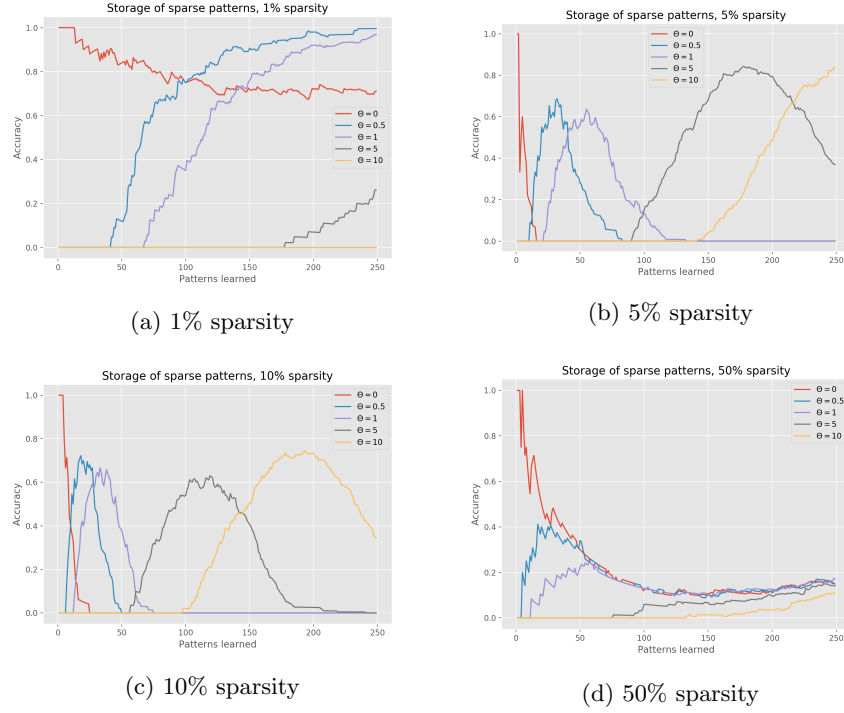 Storage of sparse patterns, 1% sparsity
1.0
0.8
0.6
0.4
0.2
0.0
Accuracy
0
50
100
150
200
250
Patterns learned
Θ = 0
Θ = 0.5
Θ = 1
Θ = 5
Θ = 10
(a) 1% sparsity
Storage of sparse patterns, 5% sparsity
1.0
0.8
0.6
0.4
0.2
0.0
Accuracy
0
50
100
150
200
250
Patterns learned
Θ = 0
Θ = 0.5
Θ = 1
Θ = 5
Θ = 10
(b) 5% sparsity
Storage of sparse patterns, 10% sparsity
1.0
0.8
0.6
0.4
0.2
0.0
Accuracy
0
50
100
150
200
250
Patterns learned
Θ = 0
Θ = 0.5
Θ = 1
Θ = 5
Θ = 10
(c) 10% sparsity
Storage of sparse patterns, 50% sparsity
1.0
0.8
0.6
0.4
0.2
0.0
Accuracy
0
50
100
150
200
250
Patterns learned
Θ = 0
Θ = 0.5
Θ = 1
Θ = 5
Θ = 10
(d) 50% sparsity